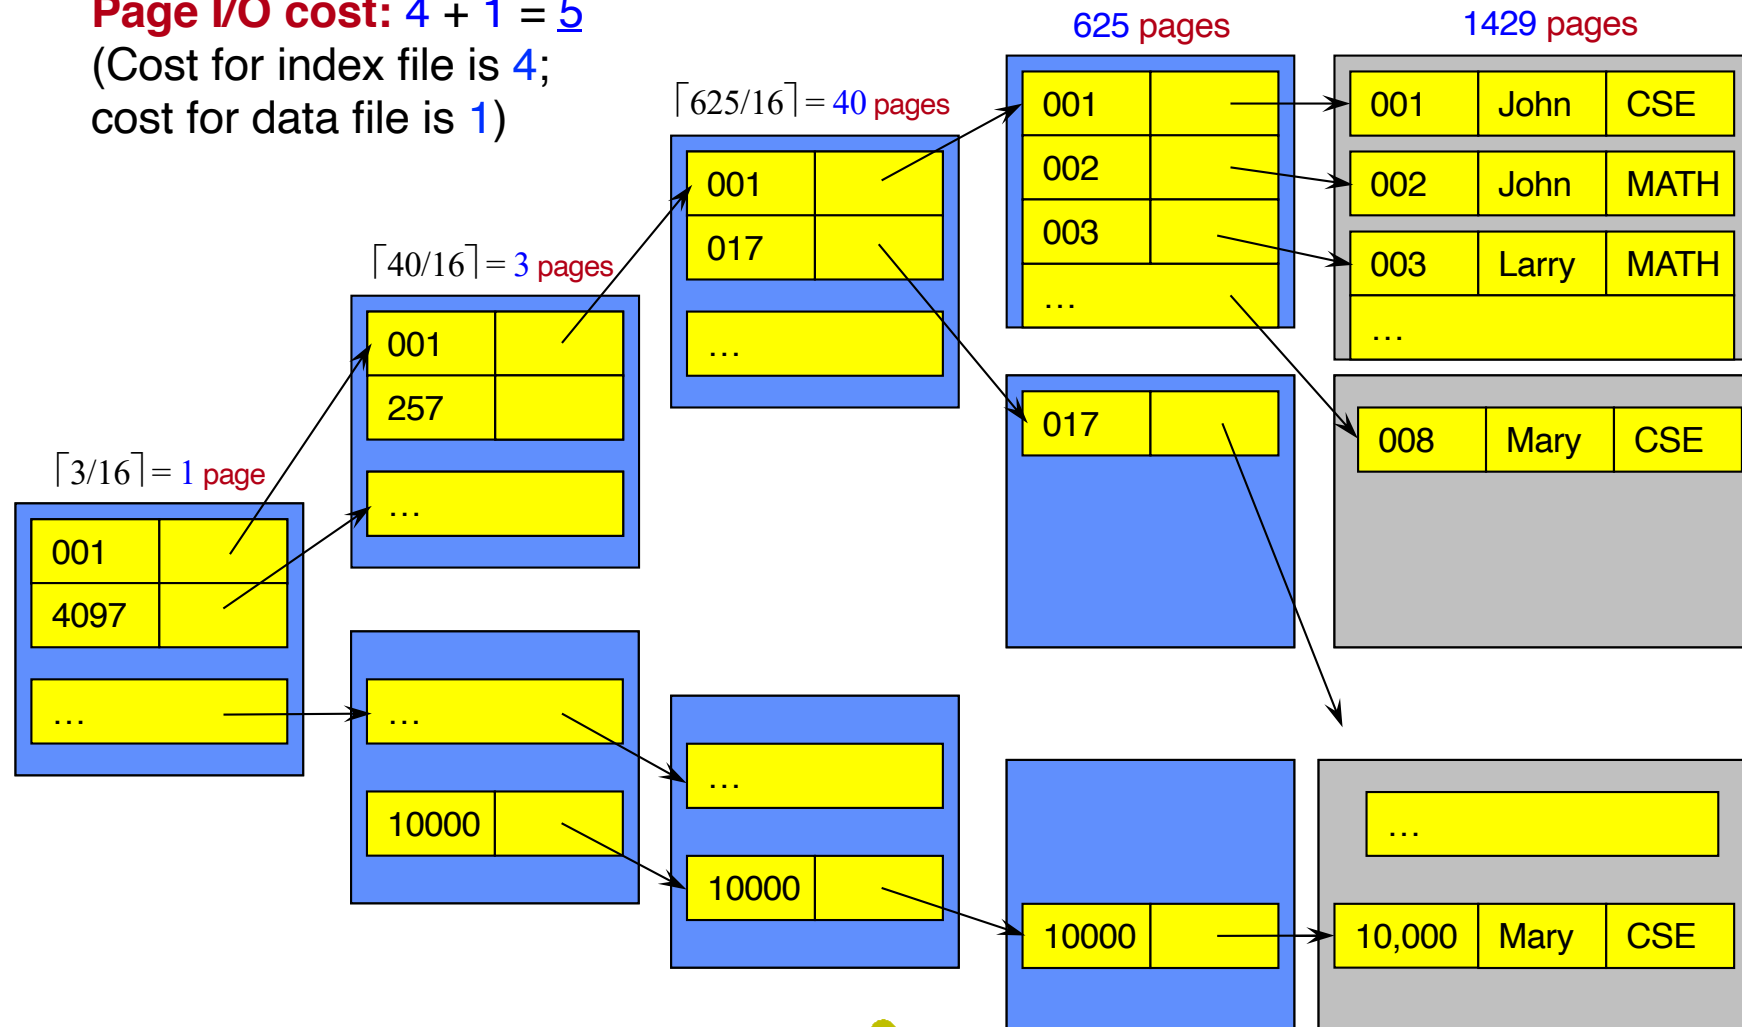 Page I/O cost: 4 + 1 = 5
(Cost for index file is 4;
cost for data file is 1)
⌈3/16⌉ = 1 page
001
4097
…
⌈40/16⌉ = 3 pages
001
257
…
…
10000
⌈625/16⌉ = 40 pages
001
017
…
…
10000
625 pages
001
002
003
…
017
10000
1429 pages
001 John CSE
002 John MATH
003 Larry MATH
…
008 Mary CSE
…
10,000 Mary CSE